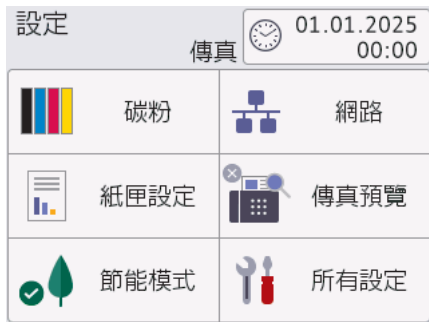 設定
傳真
01.01.2025
00:00
碳粉
網路
紙匣設定
傳真預覽
節能模式
所有設定